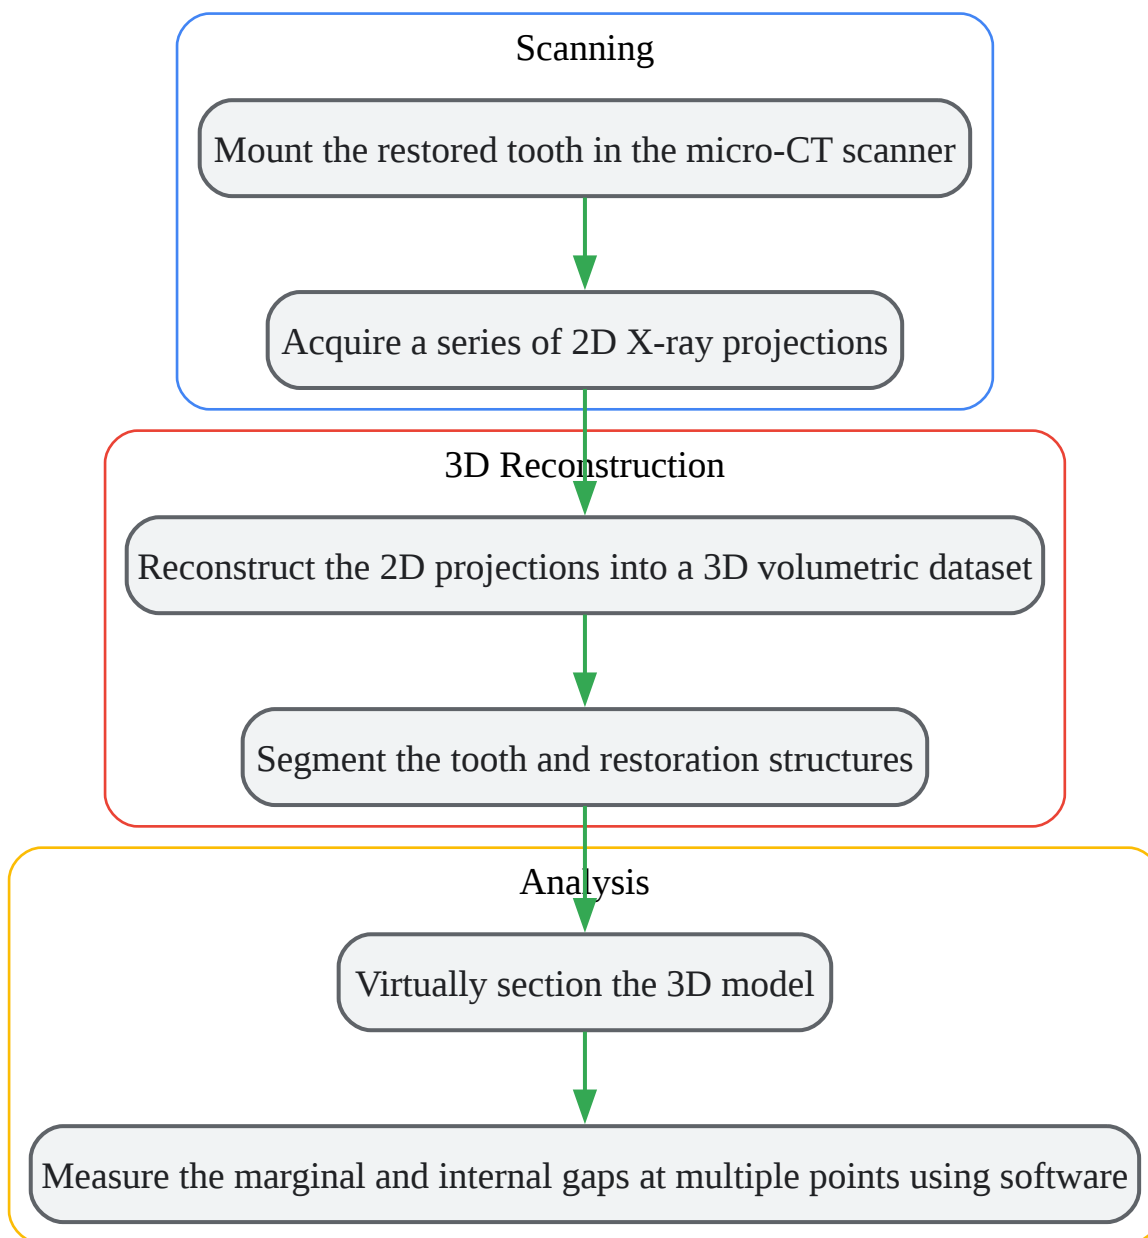 Scanning
Mount the restored tooth in the micro-CT scanner
Acquire a series of 2D X-ray projections
3D Reconstruction
Reconstruct the 2D projections into a 3D volumetric dataset
Segment the tooth and restoration structures
Analysis
Virtually section the 3D model
Measure the marginal and internal gaps at multiple points using software